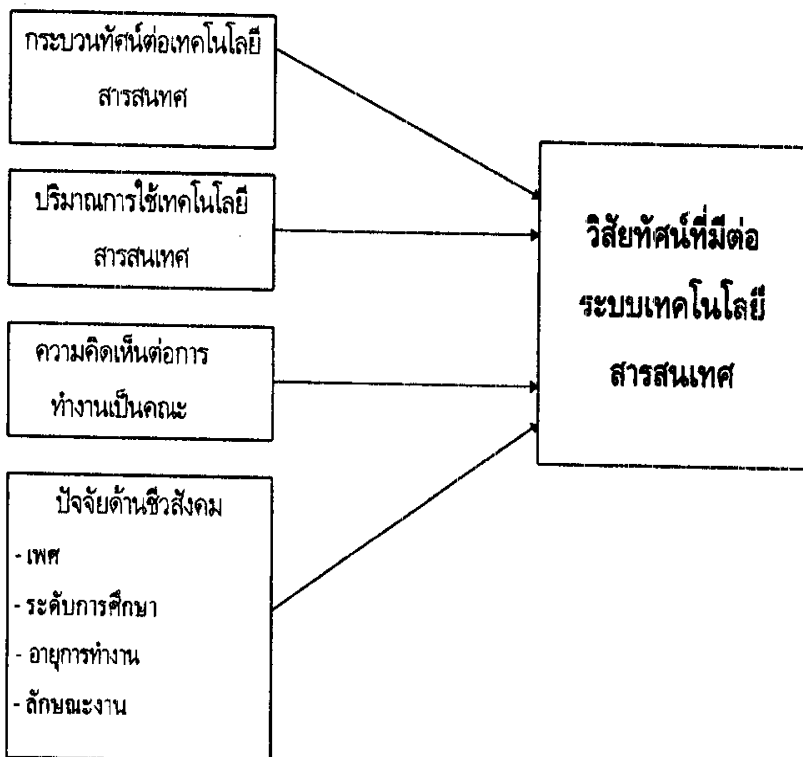 กระบวนทัศน์ต่อเทคโนโลยี
สารสนทศ
ปริมาณการใช้เทคโนโลยี
สารสนเทศ
ความคิดเห็นต่อการ
ทำงานเป็นคณะ
ปัจจัยด้านชีวสังคม
- เพศ
- ระดับการศึกษา
- อายุการทำงาน
- ลักษณะงาน
วิสัยทัศน์ที่มีต่อ
ระบบเทคโนโลยี
สารสนเทศ